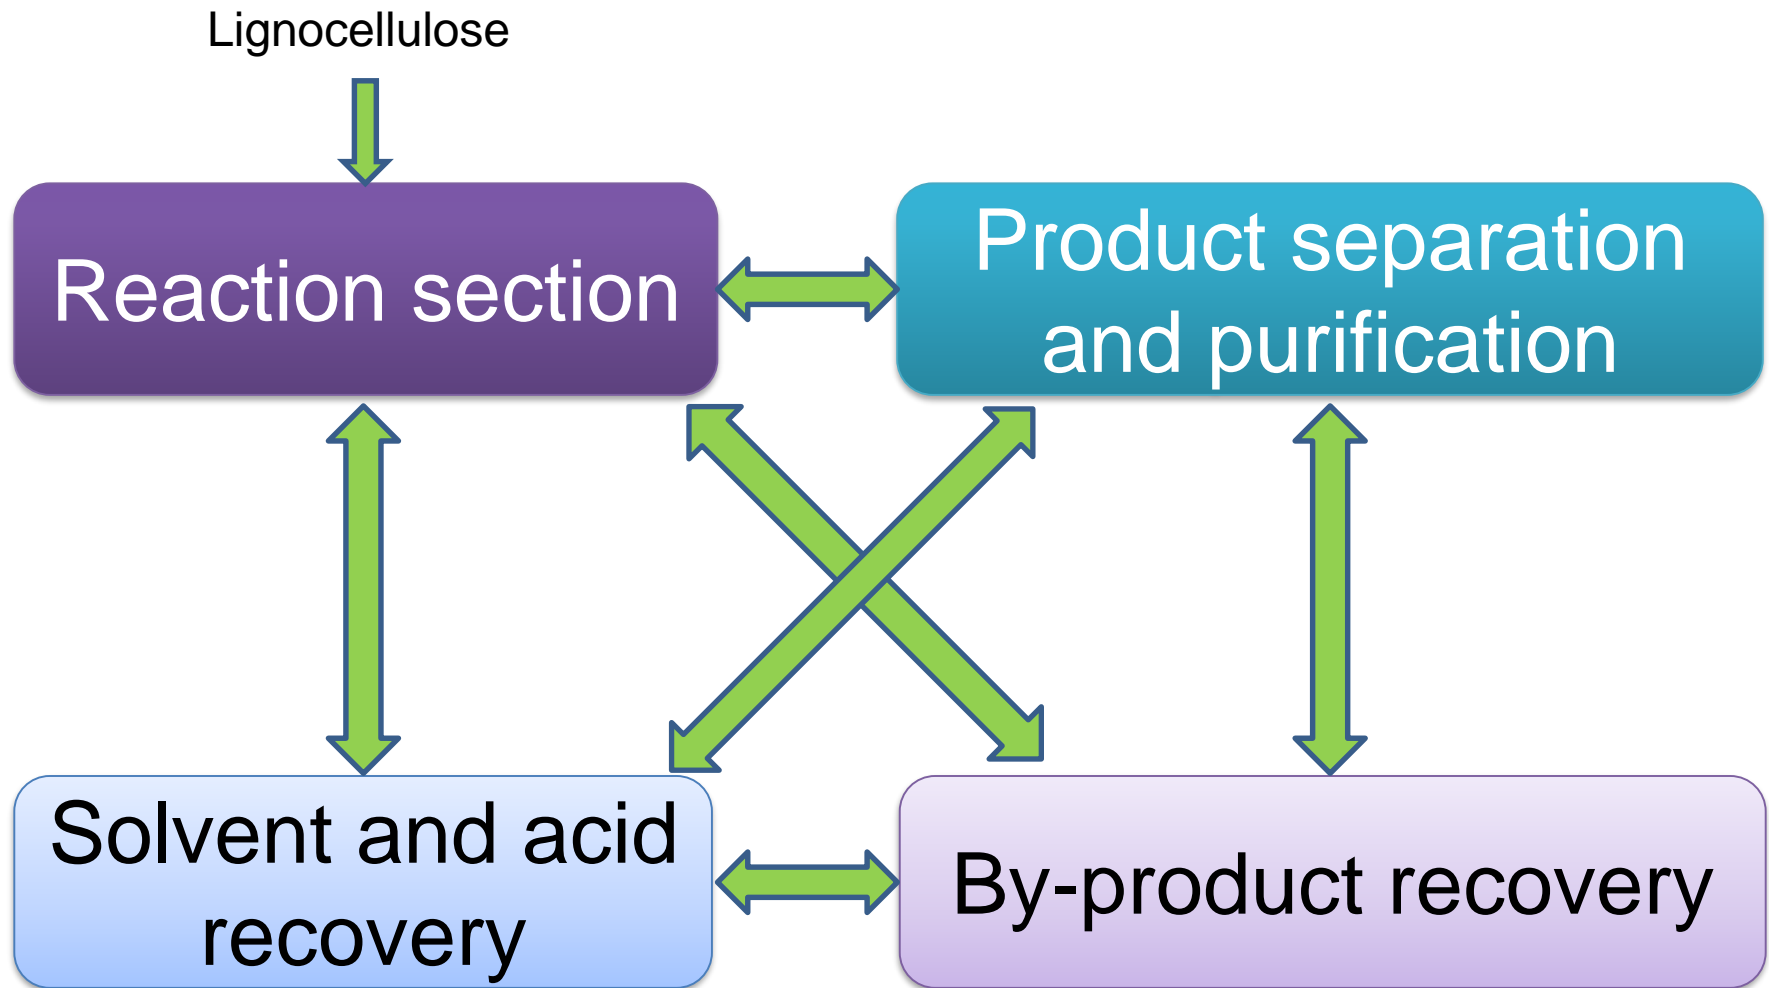 Lignocellulose
Reaction section
Product separation
and purification
Solvent and acid
recovery
By-product recovery